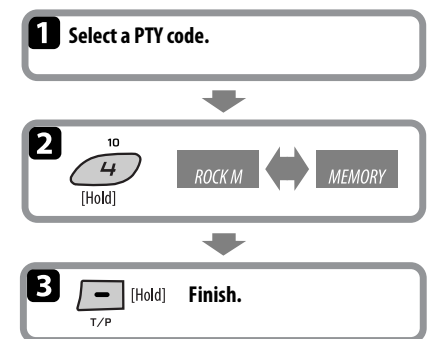 1 Select a PTY code.
2
10
4
[Hold]
ROCK M MEMORY
3
[Hold] Finish.
T/P